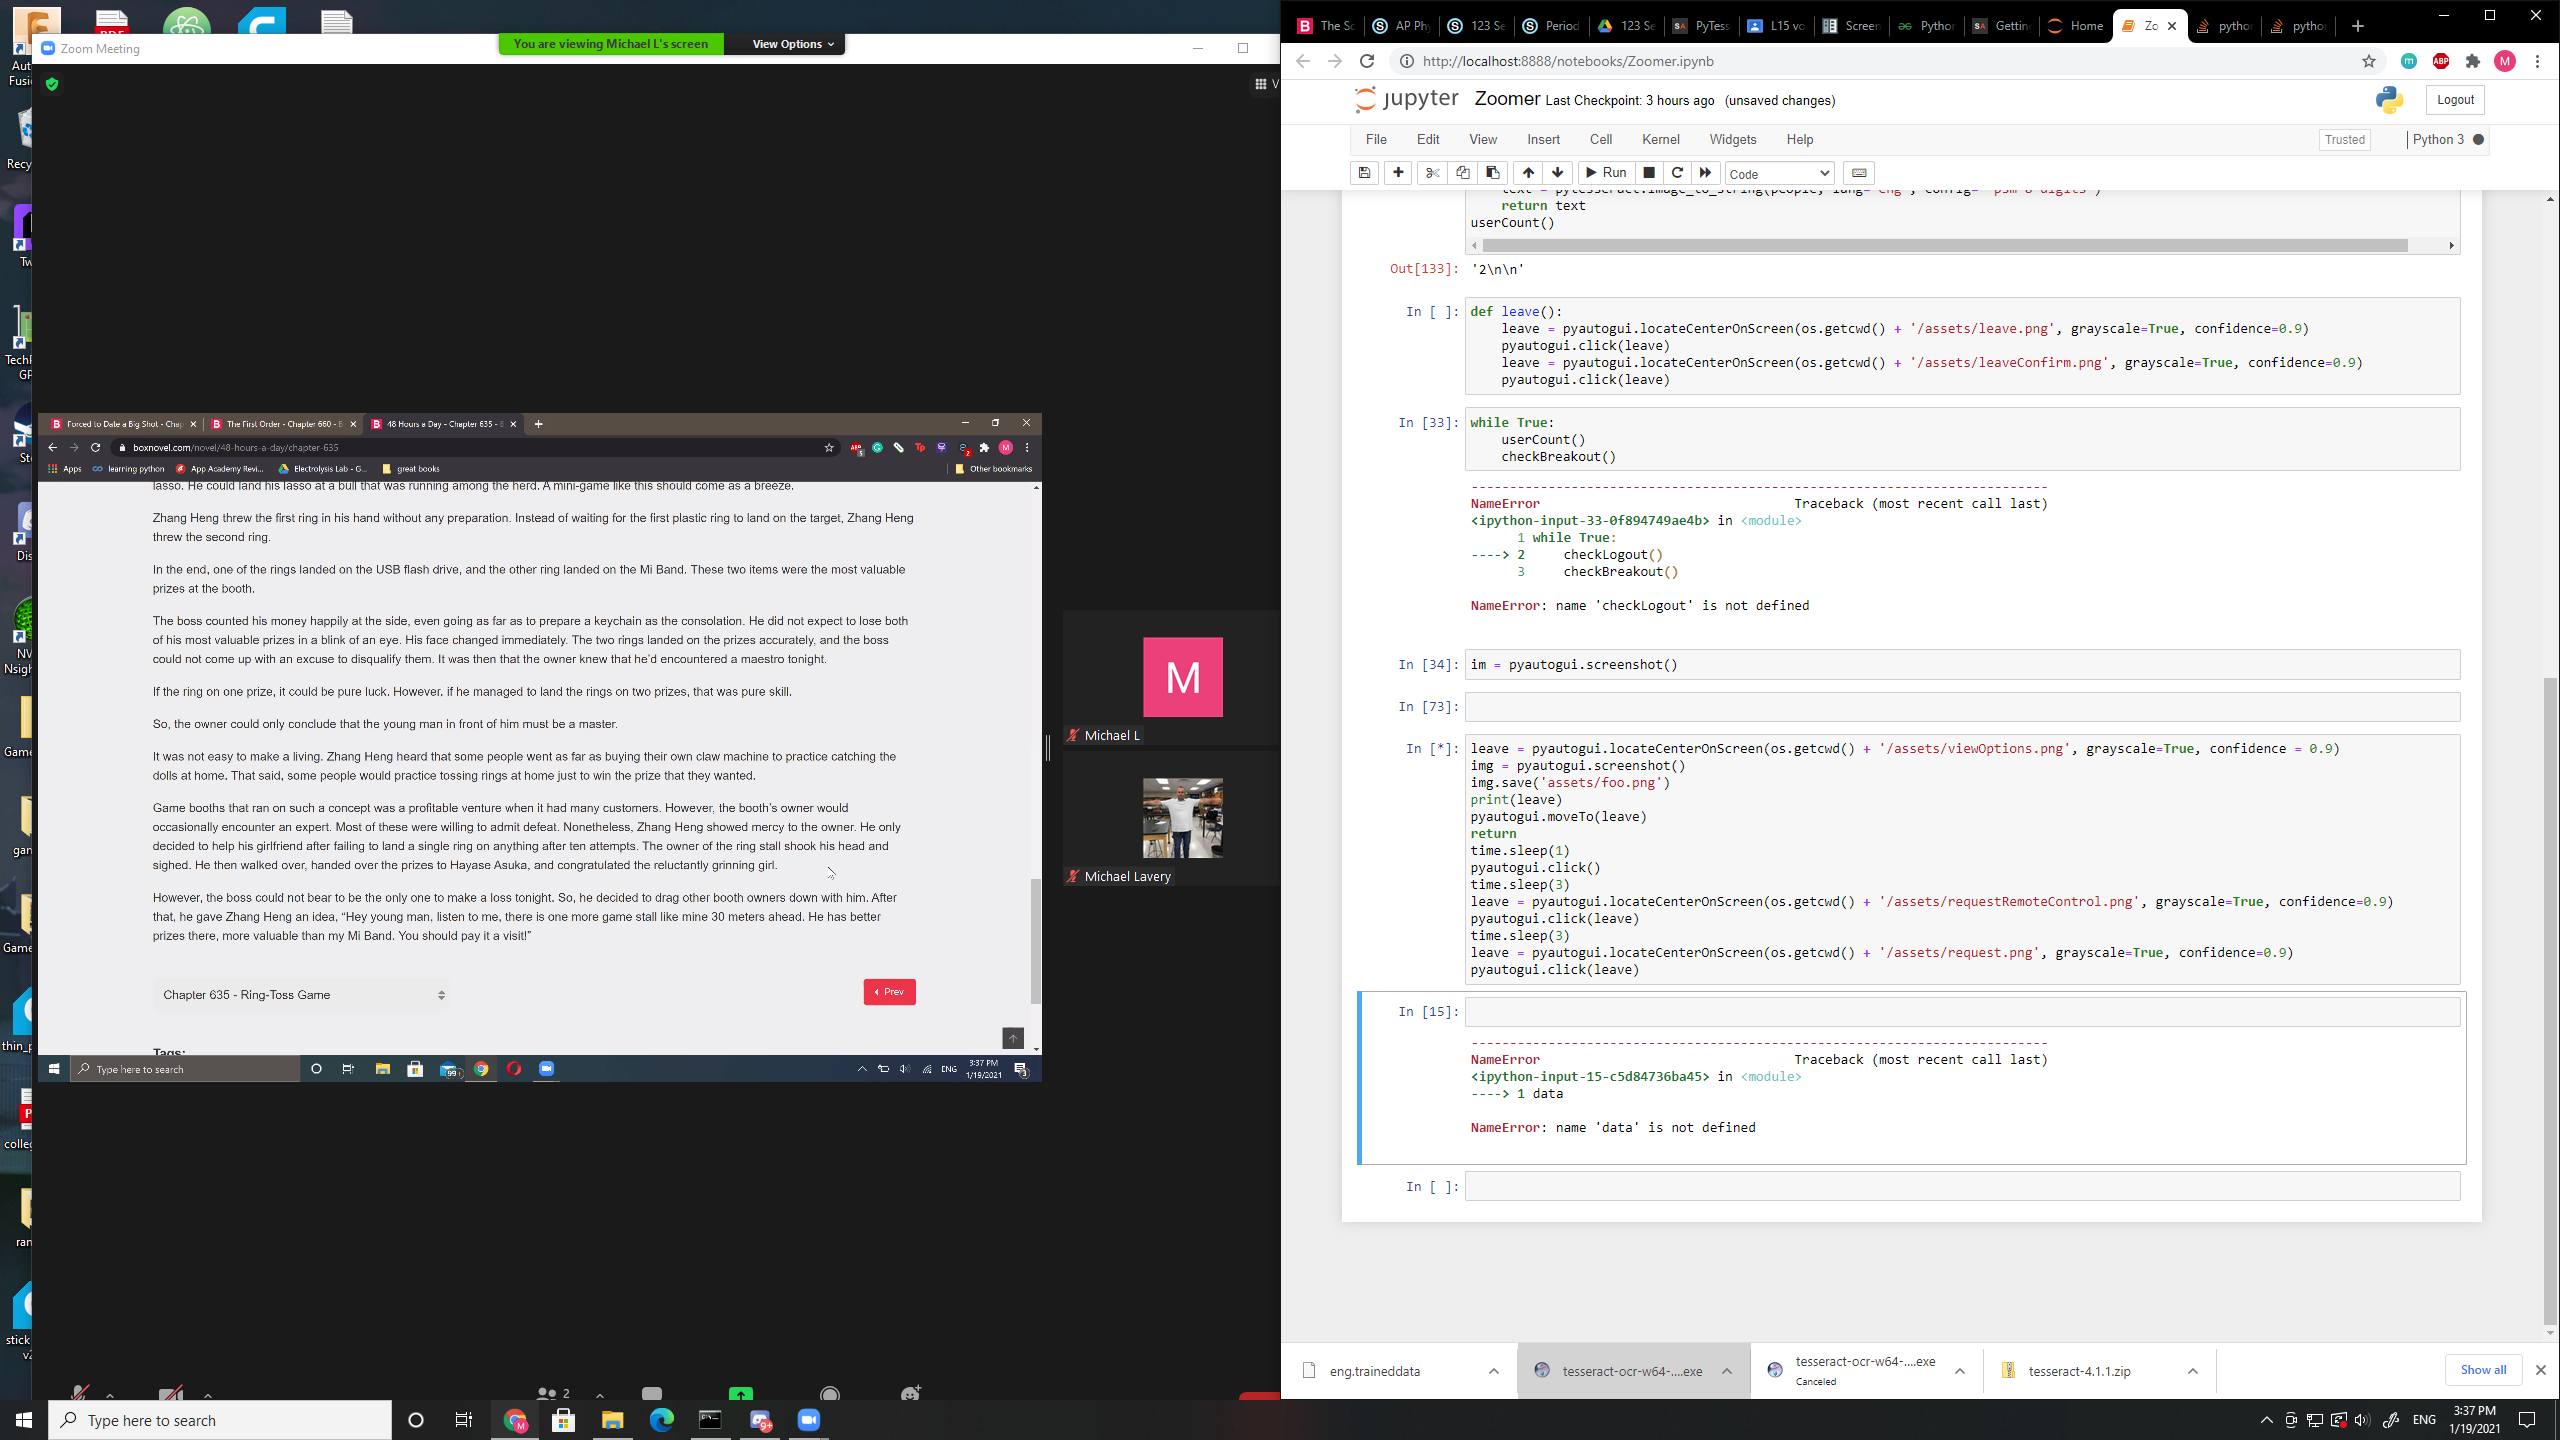 Zoom Meeting
You are viewing Michael L's screen
View Options
Forced to Date a Big Shot - Chap
The First Order - Chapter 660 - B
48 Hours a Day - Chapter 635 - B
boxnovel.com/novel/48-hours-a-day/chapter-635
Apps
learning python
App Academy Revi...
Electrolysis Lab - G...
great books
Other bookmarks
lasso. He could land his lasso at a bull that was running among the herd. A mini-game like this should come as a breeze.
Zhang Heng threw the first ring in his hand without any preparation. Instead of waiting for the first plastic ring to land on the target, Zhang Heng
threw the second ring.
In the end, one of the rings landed on the USB flash drive, and the other ring landed on the Mi Band. These two items were the most valuable
prizes at the booth.
The boss counted his money happily at the side, even going as far as to prepare a keychain as the consolation. He did not expect to lose both
of his most valuable prizes in a blink of an eye. His face changed immediately. The two rings landed on the prizes accurately, and the boss
could not come up with an excuse to disqualify them. It was then that the owner knew that he'd encountered a maestro tonight.
If the ring on one prize, it could be pure luck. However, if he managed to land the rings on two prizes, that was pure skill.
So, the owner could only conclude that the young man in front of him must be a master.
It was not easy to make a living. Zhang Heng heard that some people went as far as buying their own claw machine to practice catching the
dolls at home. That said, some people would practice tossing rings at home just to win the prize that they wanted.
Game booths that ran on such a concept was a profitable venture when it had many customers. However, the booth's owner would
occasionally encounter an expert. Most of these were willing to admit defeat. Nonetheless, Zhang Heng showed mercy to the owner. He only
decided to help his girlfriend after failing to land a single ring on anything after ten attempts. The owner of the ring stall shook his head and
sighed. He then walked over, handed over the prizes to Hayase Asuka, and congratulated the reluctantly grinning girl.
However, the boss could not bear to be the only one to make a loss tonight. So, he decided to drag other booth owners down with him. After
that, he gave Zhang Heng an idea, “Hey young man, listen to me, there is one more game stall like mine 30 meters ahead. He has better
prizes there, more valuable than my Mi Band. You should pay it a visit!”
Chapter 635 - Ring-Toss Game
Prev
Tags:
Type here to search
ENG
3:37 PM
1/19/2021
M
Michael L
Michael Lavery
2
The Sc
AP Phy
123 Se
Period
123 Se
PyTess
L15 vo
Screen
Python
Getting
Home
Zo
python
python
http://localhost:8888/notebooks/Zoomer.ipynb
jupyter
Zoomer Last Checkpoint: 3 hours ago (unsaved changes)
Logout
File Edit View Insert Cell Kernel Widgets Help
Trusted
Python 3
Run
Code
return text
userCount()
Out[133]: '2\n\n'
In [ ]: def leave():
leave = pyautogui.locateCenterOnScreen(os.getcwd() + '/assets/leave.png', grayscale=True, confidence=0.9)
pyautogui.click(leave)
leave = pyautogui.locateCenterOnScreen(os.getcwd() + '/assets/leaveConfirm.png', grayscale=True, confidence=0.9)
pyautogui.click(leave)
In [33]: while True:
userCount()
checkBreakout()
---------------------------------------------------------------------------
NameError Traceback (most recent call last)
<ipython-input-33-0f894749ae4b> in <module>
1 while True:
----> 2 checkLogout()
3 checkBreakout()
NameError: name 'checkLogout' is not defined
In [34]: im = pyautogui.screenshot()
In [73]:
In [*]: leave = pyautogui.locateCenterOnScreen(os.getcwd() + '/assets/viewOptions.png', grayscale=True, confidence = 0.9)
img = pyautogui.screenshot()
img.save('assets/foo.png')
print(leave)
pyautogui.moveTo(leave)
return
time.sleep(1)
pyautogui.click()
time.sleep(3)
leave = pyautogui.locateCenterOnScreen(os.getcwd() + '/assets/requestRemoteControl.png', grayscale=True, confidence=0.9)
pyautogui.click(leave)
time.sleep(3)
leave = pyautogui.locateCenterOnScreen(os.getcwd() + '/assets/request.png', grayscale=True, confidence=0.9)
pyautogui.click(leave)
In [15]:
---------------------------------------------------------------------------
NameError Traceback (most recent call last)
<ipython-input-15-c5d84736ba45> in <module>
----> 1 data
NameError: name 'data' is not defined
In [ ]:
eng.traineddata
tesseract-ocr-w64-....exe
tesseract-ocr-w64-....exe
Canceled
tesseract-4.1.1.zip
Show all
Type here to search
ENG
3:37 PM
1/19/2021